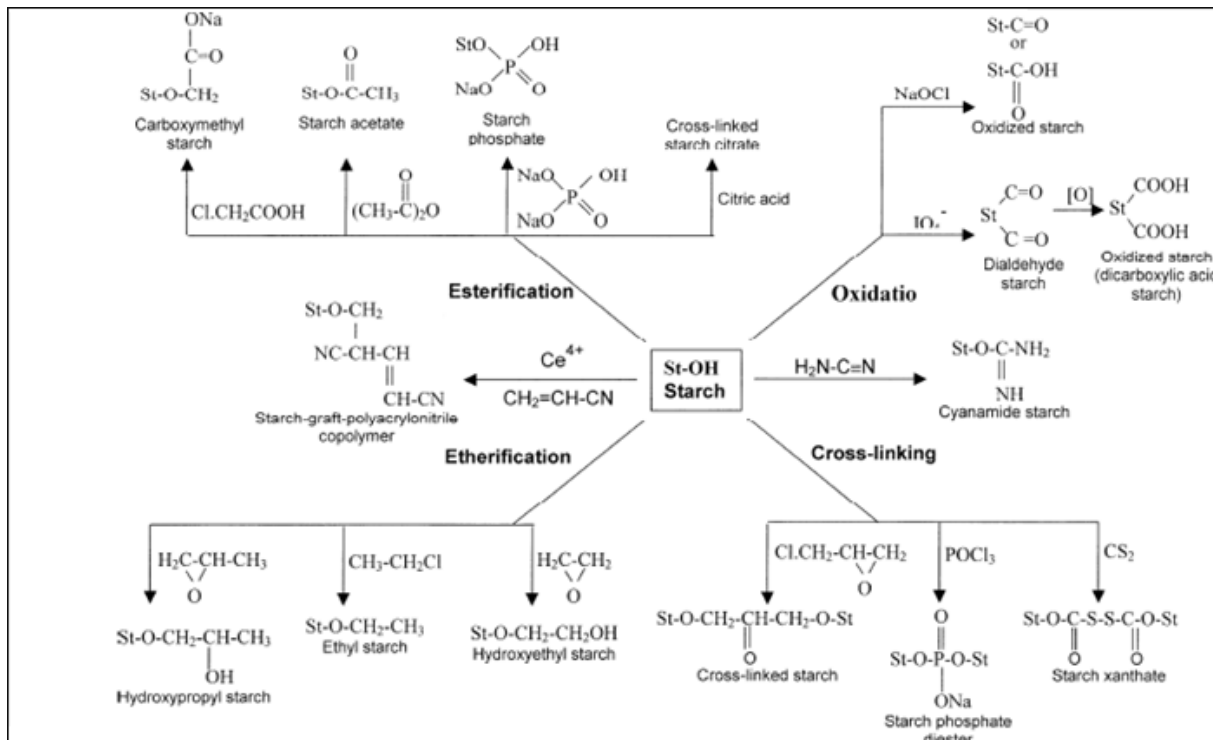 ONa
C=O
St-O-CH₂
Carboxymethyl
starch
O
St-O-C-CH₃
Starch acetate
StO
OH
P
NaO
O
Starch
phosphate
Cross-linked
starch citrate
Cl.CH₂COOH
O
(CH₃-C)₂O
NaO
OH
P
NaO
O
Citric acid
Esterification
St-C=O
or
St-C-OH
O
Oxidized starch
NaOCl
C=O
St
C=O
Dialdehyde
starch
[O]
COOH
St
COOH
Oxidized starch
(dicarboxylic acid
starch)
Oxidatio
St-O-CH₂
NC-CH-CH
CH-CN
Starch-graft-polyacrylonitrile
copolymer
Ce⁴⁺
CH₂=CH-CN
St-OH
Starch
H₂N-C≡N
St-O-C-NH₂
NH
Cyanamide starch
Etherification
H₂C-CH-CH₃
O
St-O-CH₂-CH-CH₃
OH
Hydroxypropyl starch
CH₃-CH₂Cl
St-O-CH₂-CH₃
Ethyl starch
H₂C-CH₂
O
St-O-CH₂-CH₂OH
Hydroxyethyl starch
Cross-linking
Cl.CH₂-CH-CH₂
O
St-O-CH₂-CH-CH₂-O-St
O
Cross-linked starch
POCl₃
O
St-O-P-O-St
ONa
Starch phosphate
diester
CS₂
St-O-C-S-S-C-O-St
O
O
Starch xanthate